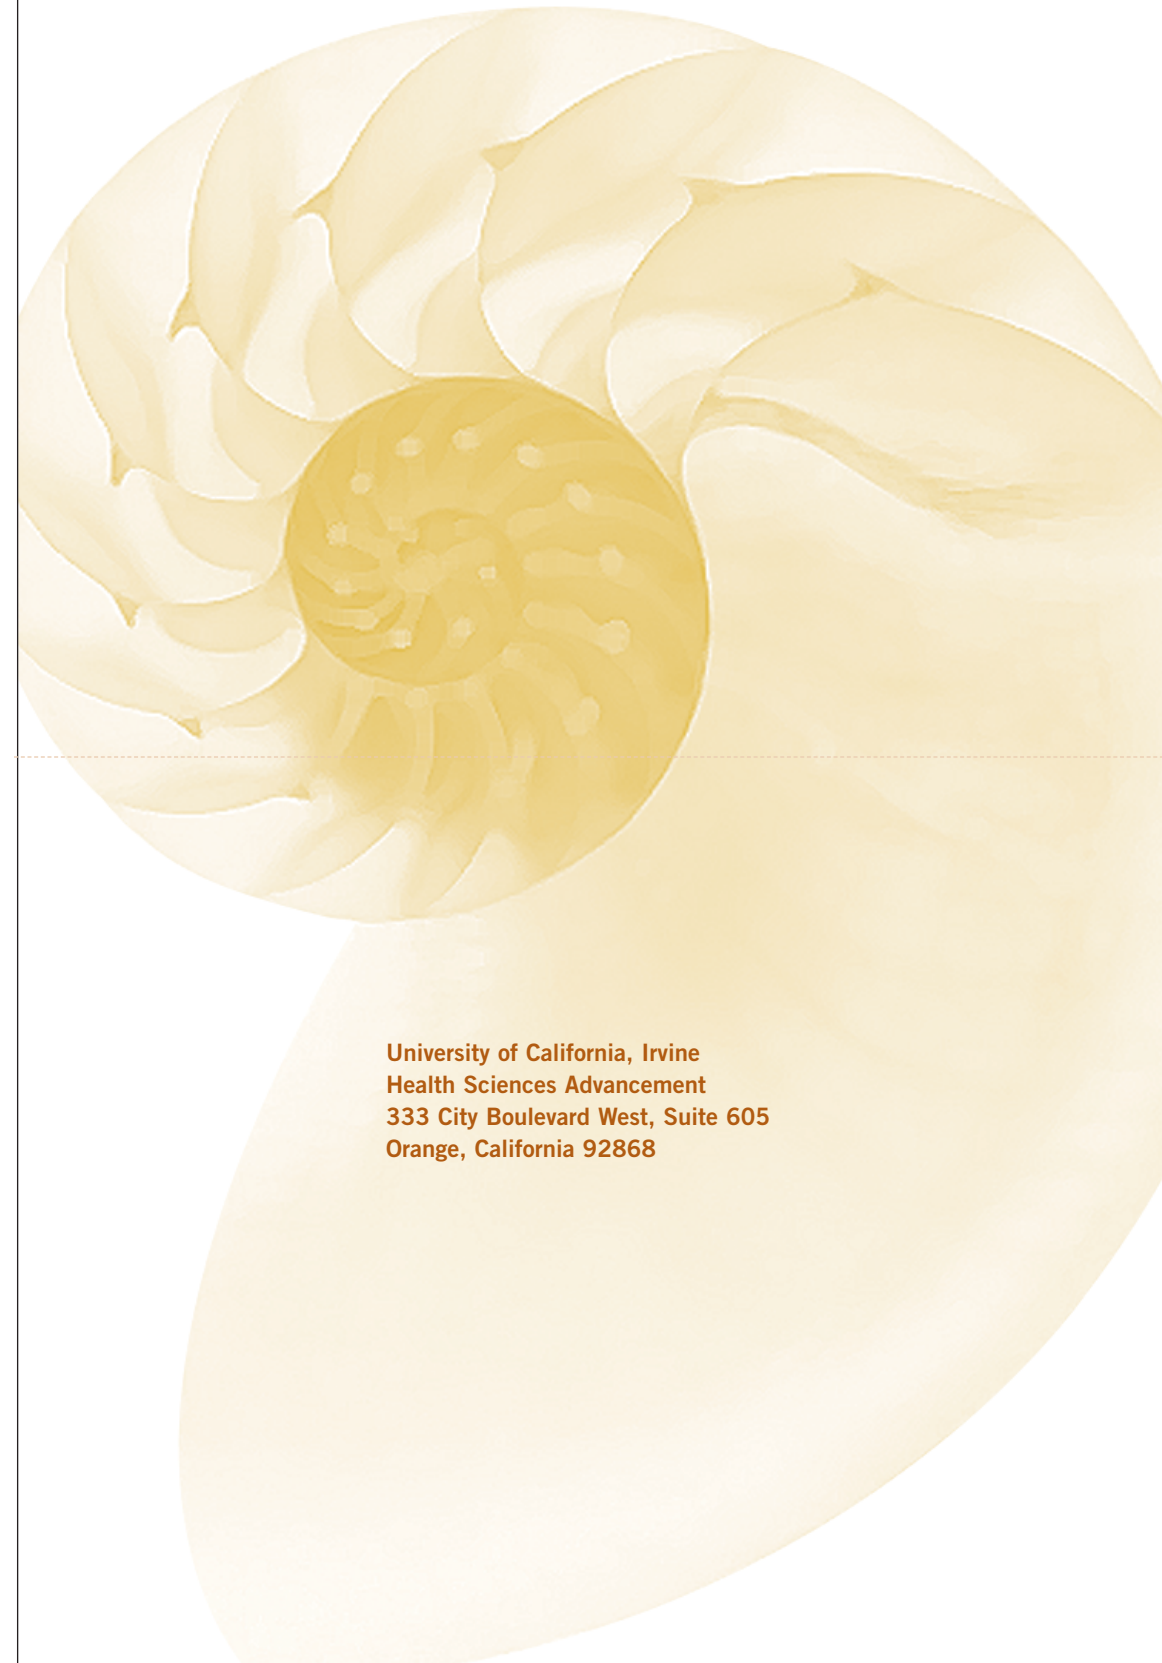 University of California, Irvine
Health Sciences Advancement
333 City Boulevard West, Suite 605
Orange, California 92868